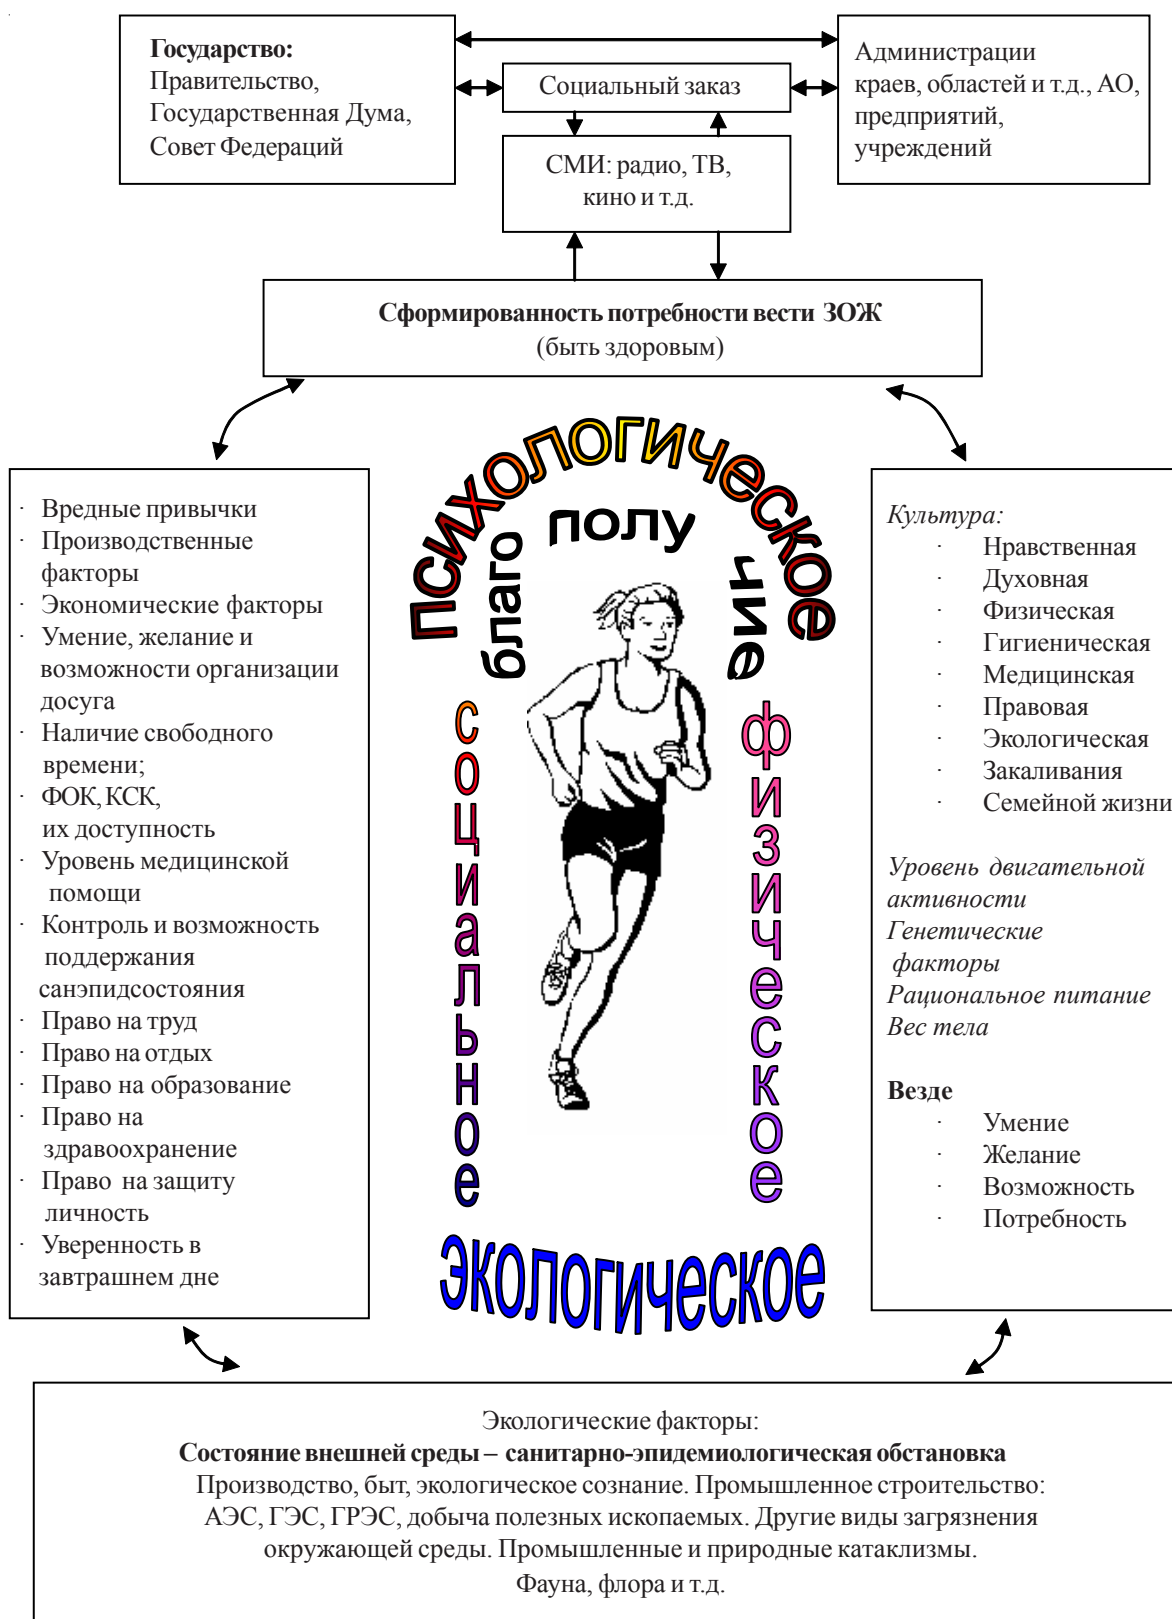 Государство:
Правительство,
Государственная Дума,
Совет Федераций
Социальный заказ
Администрации
краев, областей и т.д., АО,
предприятий,
учреждений
СМИ: радио, ТВ,
кино и т.д.
Сформированность потребности вести ЗОЖ
(быть здоровым)
· Вредные привычки
· Производственные
факторы
· Экономические факторы
· Умение, желание и
возможности организации
досуга
· Наличие свободного
времени;
· ФОК, КСК,
их доступность
· Уровень медицинской
помощи
· Контроль и возможность
поддержания
санэпидсостояния
· Право на труд
· Право на отдых
· Право на образование
· Право на
здравоохранение
· Право на защиту
личность
· Уверенность в
завтрашнем дне
психологическое
благо полу чие
социальное
физическое
экологическое
Культура:
· Нравственная
· Духовная
· Физическая
· Гигиеническая
· Медицинская
· Правовая
· Экологическая
· Закаливания
· Семейной жизни
Уровень двигательной
активности
Генетические
факторы
Рациональное питание
Вес тела
Везде
· Умение
· Желание
· Возможность
· Потребность
Экологические факторы:
Состояние внешней среды – санитарно-эпидемиологическая обстановка
Производство, быт, экологическое сознание. Промышленное строительство:
АЭС, ГЭС, ГРЭС, добыча полезных ископаемых. Другие виды загрязнения
окружающей среды. Промышленные и природные катаклизмы.
Фауна, флора и т.д.